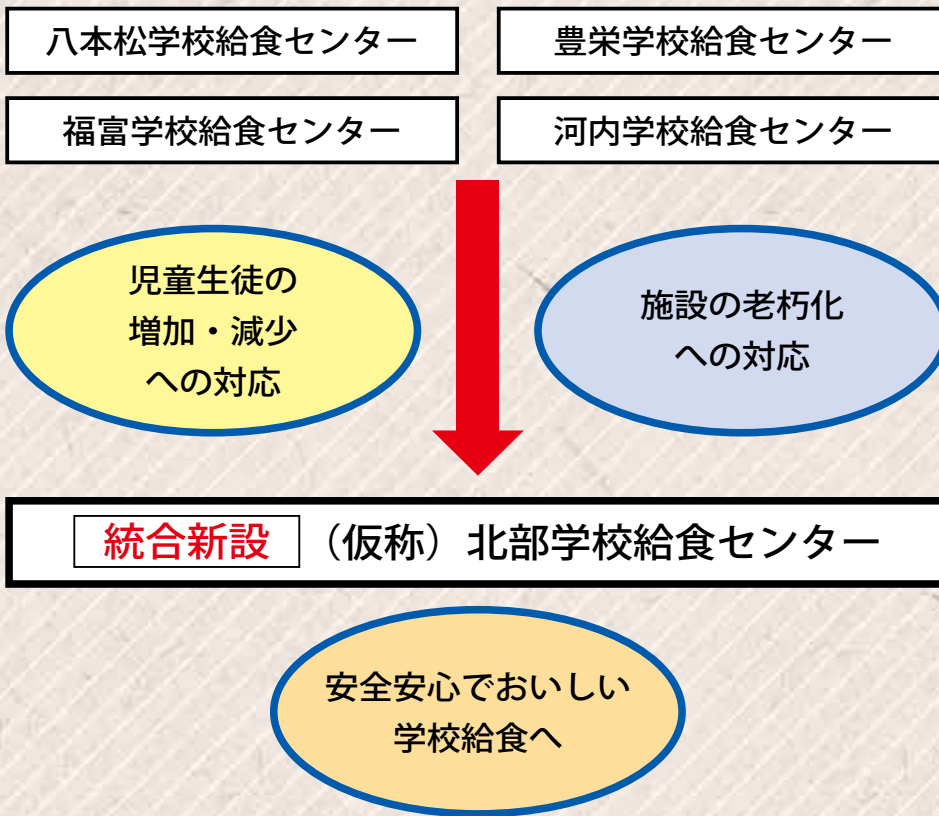 八本松学校給食センター
豊栄学校給食センター
福富学校給食センター
河内学校給食センター
児童生徒の
増加・減少
への対応
施設の老朽化
への対応
統合新設 （仮称）北部学校給食センター
安全安心でおいしい
学校給食へ